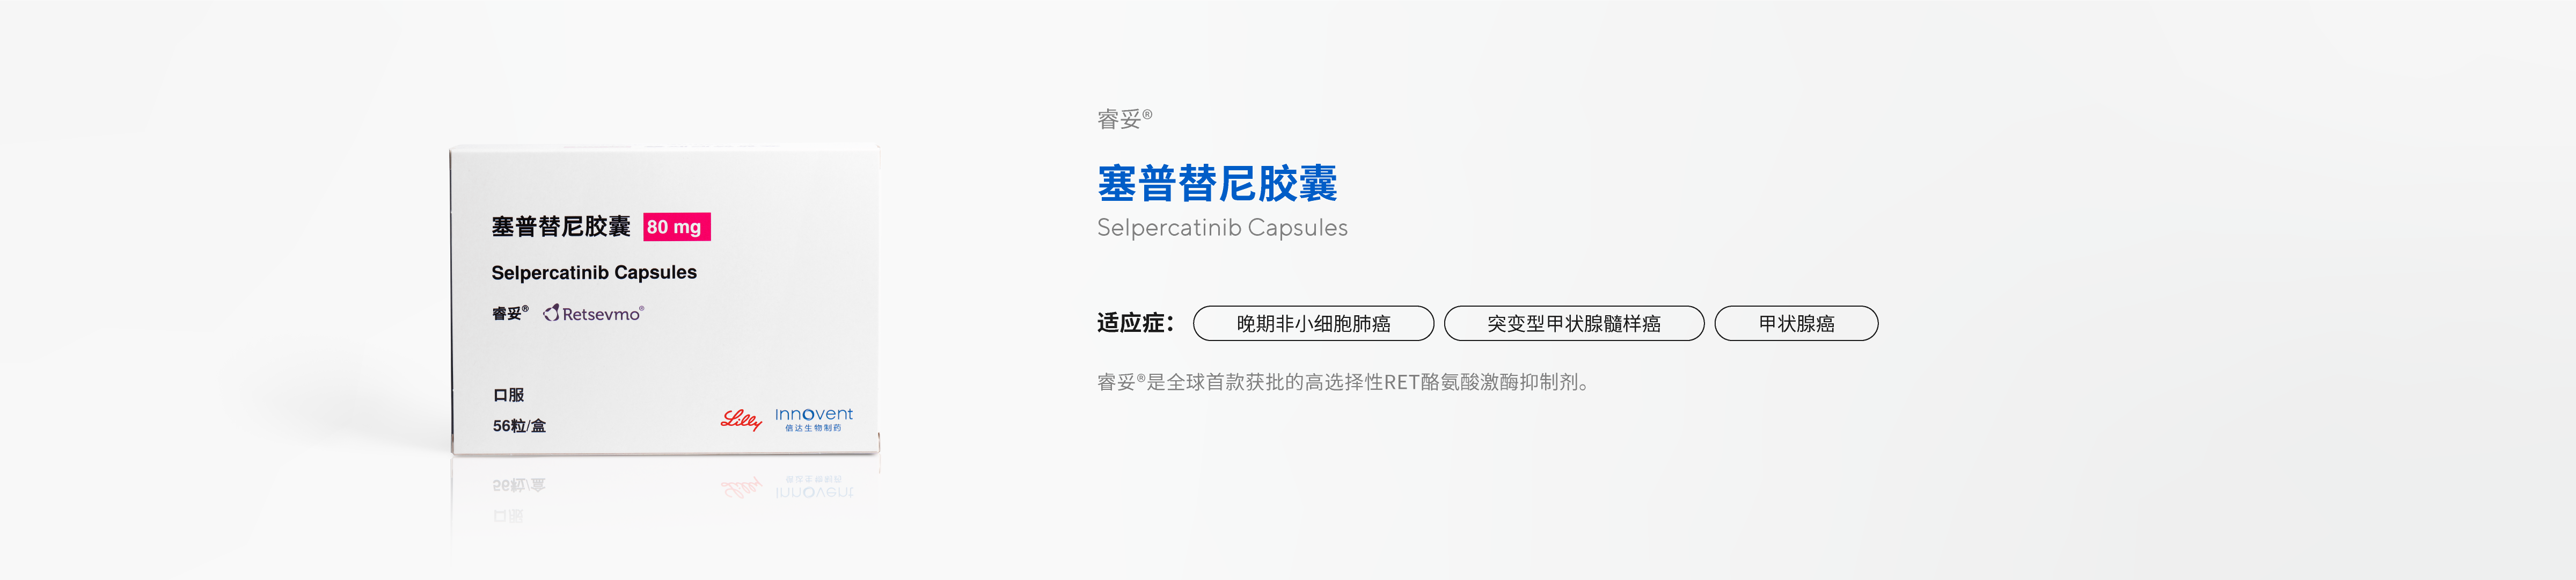 塞普替尼胶囊 80 mg
Selpercatinib Capsules
睿妥® Retsevmo®
口服
56粒/盒
Lilly Innovent
信达生物制药
睿妥®
塞普替尼胶囊
Selpercatinib Capsules
适应症： 晚期非小细胞肺癌 突变型甲状腺髓样癌 甲状腺癌
睿妥®是全球首款获批的高选择性RET酪氨酸激酶抑制剂。